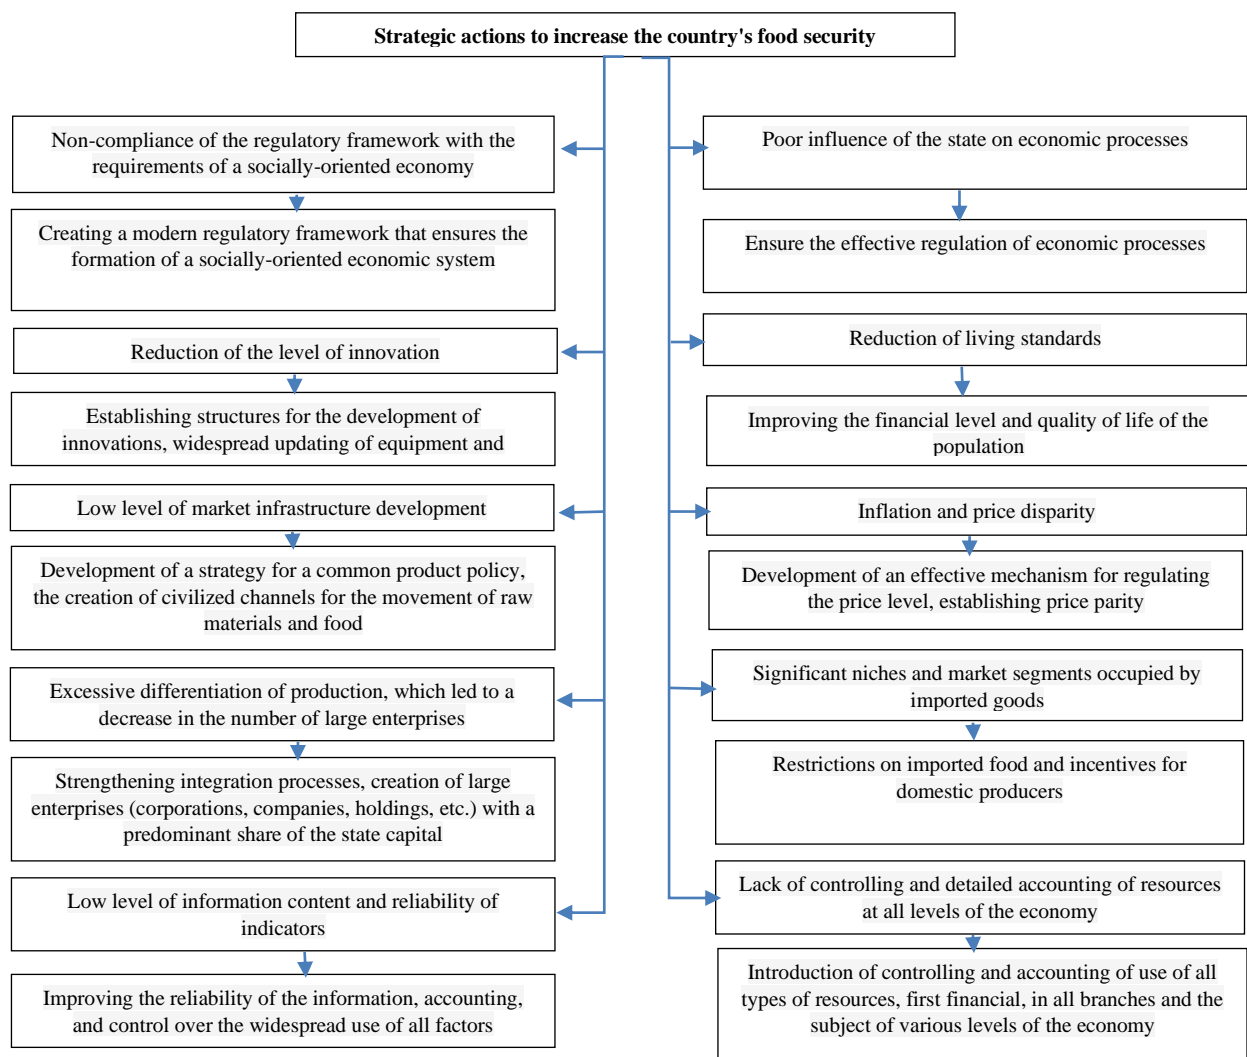 Strategic actions to increase the country's food security
Non-compliance of the regulatory framework with the
requirements of a socially-oriented economy
Creating a modern regulatory framework that ensures the
formation of a socially-oriented economic system
Reduction of the level of innovation
Establishing structures for the development of
innovations, widespread updating of equipment and
Low level of market infrastructure development
Development of a strategy for a common product policy,
the creation of civilized channels for the movement of raw
materials and food
Excessive differentiation of production, which led to a
decrease in the number of large enterprises
Strengthening integration processes, creation of large
enterprises (corporations, companies, holdings, etc.) with a
predominant share of the state capital
Low level of information content and reliability of
indicators
Improving the reliability of the information, accounting,
and control over the widespread use of all factors
Poor influence of the state on economic processes
Ensure the effective regulation of economic processes
Reduction of living standards
Improving the financial level and quality of life of the
population
Inflation and price disparity
Development of an effective mechanism for regulating
the price level, establishing price parity
Significant niches and market segments occupied by
imported goods
Restrictions on imported food and incentives for
domestic producers
Lack of controlling and detailed accounting of resources
at all levels of the economy
Introduction of controlling and accounting of use of all
types of resources, first financial, in all branches and the
subject of various levels of the economy